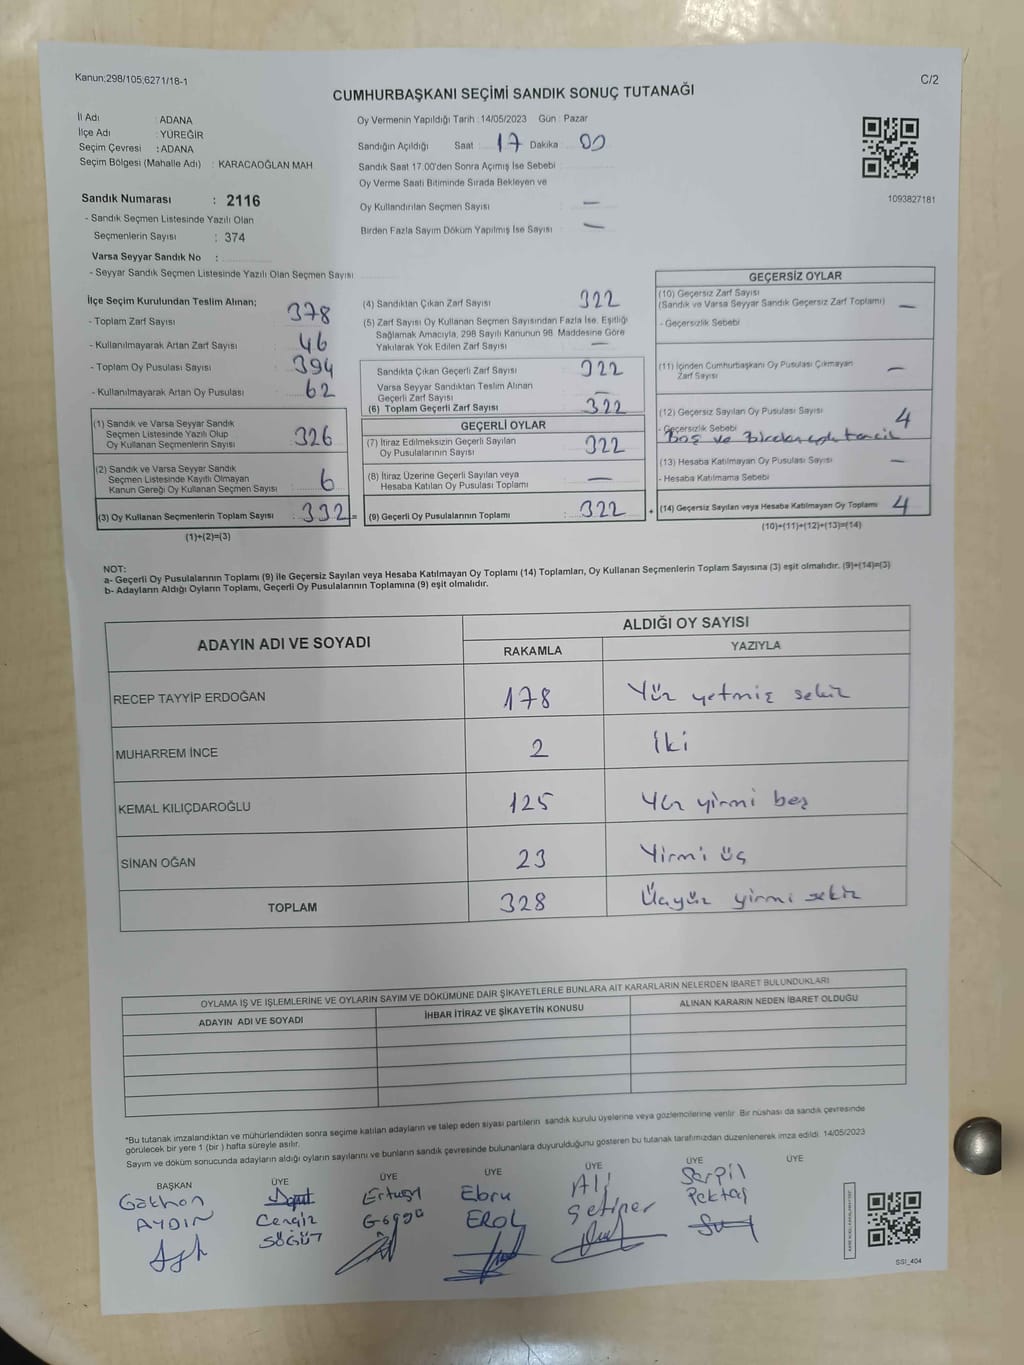 Kanun;298/105;6271/18-1
C/2
CUMHURBAŞKANI SEÇİMİ SANDIK SONUÇ TUTANAĞI
İl Adı : ADANA
İlçe Adı : YÜREĞİR
Seçim Çevresi : ADANA
Seçim Bölgesi (Mahalle Adı) : KARACAOĞLAN MAH
Oy Vermenin Yapıldığı Tarih : 14/05/2023 Gün : Pazar
Sandığın Açıldığı Saat : 17 Dakika : 00
Sandık Saat 17.00'den Sonra Açımış İse Sebebi
Oy Verme Saati Bitiminde Sırada Bekleyen ve
Oy Kullandırılan Seçmen Sayısı —
Birden Fazla Sayım Döküm Yapılmış İse Sayısı —
1093827181
Sandık Numarası : 2116
- Sandık Seçmen Listesinde Yazılı Olan
Seçmenlerin Sayısı : 374
Varsa Seyyar Sandık No :
- Seyyar Sandık Seçmen Listesinde Yazılı Olan Seçmen Sayısı
İlçe Seçim Kurulundan Teslim Alınan;
- Toplam Zarf Sayısı 378
- Kullanılmayarak Artan Zarf Sayısı 46
- Toplam Oy Pusulası Sayısı 394
- Kullanılmayarak Artan Oy Pusulası 62
(1) Sandık ve Varsa Seyyar Sandık
Seçmen Listesinde Yazılı Olup
Oy Kullanan Seçmenlerin Sayısı 326
(2) Sandık ve Varsa Seyyar Sandık
Seçmen Listesinde Kayıtlı Olmayan
Kanun Gereği Oy Kullanan Seçmen Sayısı 6
(3) Oy Kullanan Seçmenlerin Toplam Sayısı : 332 =
(1)+(2)=(3)
(4) Sandıktan Çıkan Zarf Sayısı 322
(5) Zarf Sayısı Oy Kullanan Seçmen Sayısından Fazla İse, Eşitliği
Sağlamak Amacıyla, 298 Sayılı Kanunun 98. Maddesine Göre
Yakılarak Yok Edilen Zarf Sayısı —
Sandıkta Çıkan Geçerli Zarf Sayısı 322
Varsa Seyyar Sandıktan Teslim Alınan
Geçerli Zarf Sayısı —
(6) Toplam Geçerli Zarf Sayısı 322
GEÇERLİ OYLAR
(7) İtiraz Edilmeksizin Geçerli Sayılan
Oy Pusulalarının Sayısı 322
(8) İtiraz Üzerine Geçerli Sayılan veya
Hesaba Katılan Oy Pusulası Toplamı —
(9) Geçerli Oy Pusulalarının Toplamı : 322 +
GEÇERSİZ OYLAR
(10) Geçersiz Zarf Sayısı
(Sandık ve Varsa Seyyar Sandık Geçersiz Zarf Toplamı) —
- Geçersizlik Sebebi
(11) İçinden Cumhurbaşkanı Oy Pusulası Çıkmayan
Zarf Sayısı —
(12) Geçersiz Sayılan Oy Pusulası Sayısı 4
- Geçersizlik Sebebi
Boş ve
(13) Hesaba Katılmayan Oy Pusulası Sayısı —
- Hesaba Katılmama Sebebi
(14) Geçersiz Sayılan veya Hesaba Katılmayan Oy Toplamı 4
(10)+(11)+(12)+(13)=(14)
NOT:
a- Geçerli Oy Pusulalarının Toplamı (9) ile Geçersiz Sayılan veya Hesaba Katılmayan Oy Toplamı (14) Toplamları, Oy Kullanan Seçmenlerin Toplam Sayısına (3) eşit olmalıdır. (9)+(14)=(3)
b- Adayların Aldığı Oyların Toplamı, Geçerli Oy Pusulalarının Toplamına (9) eşit olmalıdır.
ADAYIN ADI VE SOYADI
ALDIĞI OY SAYISI
RAKAMLA YAZIYLA
RECEP TAYYİP ERDOĞAN 178 Yüz yetmiş sekiz
MUHARREM İNCE 2 İki
KEMAL KILIÇDAROĞLU 125 Yüz yirmi beş
SİNAN OĞAN 23 Yirmi üç
TOPLAM 328 Üçyüz yirmi sekiz
OYLAMA İŞ VE İŞLEMLERİNE VE OYLARIN SAYIM VE DÖKÜMÜNE DAİR ŞİKAYETLERLE BUNLARA AİT KARARLARIN NELERDEN İBARET BULUNDUKLARI
ADAYIN ADI VE SOYADI İHBAR İTİRAZ VE ŞİKAYETİN KONUSU ALINAN KARARIN NEDEN İBARET OLDUĞU
*Bu tutanak imzalandıktan ve mühürlendikten sonra seçime katılan adayların ve talep eden siyasi partilerin sandık kurulu üyelerine veya gözlemcilerine verilir. Bir nüshası da sandık çevresinde
görülecek bir yere 1 (bir) hafta süreyle asılır.
Sayım ve döküm sonucunda adayların aldığı oyların sayılarını ve bunların sandık çevresinde bulunanlara duyurulduğunu gösteren bu tutanak tarafımızdan düzenlenerek imza edildi. 14/05/2023
BAŞKAN ÜYE ÜYE ÜYE ÜYE ÜYE ÜYE
Gökhan
AYDIN
Cengiz
SÖĞÜT
Ertuğrul
Ebru
EROL
Ali
Serpil
Pektaş
SSI_404